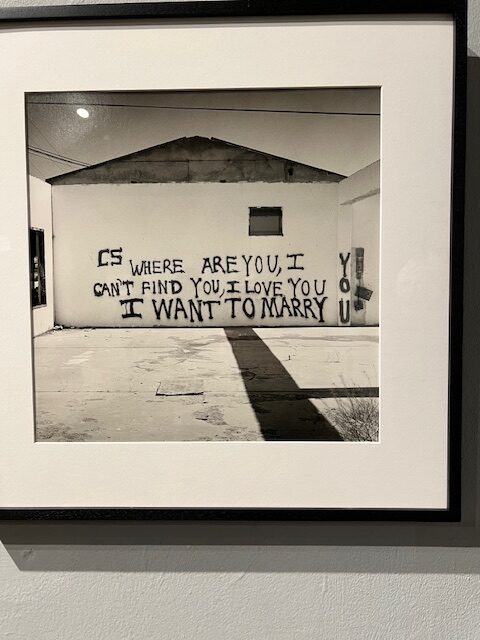 CS WHERE ARE YOU, I
CAN'T FIND YOU, I LOVE YOU
I WANT TO MARRY
YOU